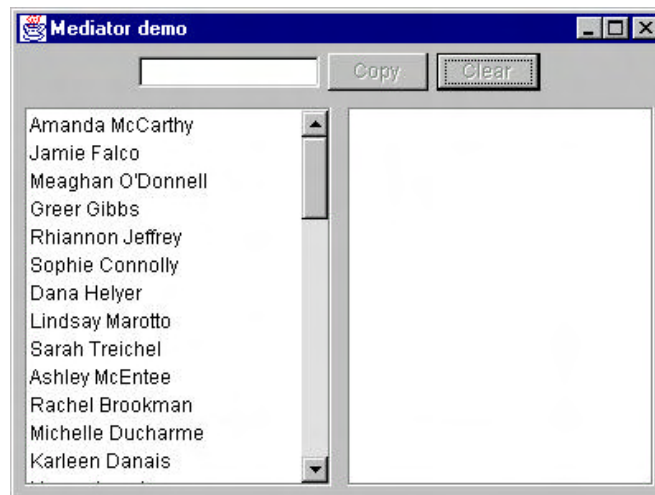 Mediator demo
Copy Clear
Amanda McCarthy
Jamie Falco
Meaghan O'Donnell
Greer Gibbs
Rhiannon Jeffrey
Sophie Connolly
Dana Helyer
Lindsay Marotto
Sarah Treichel
Ashley McEntee
Rachel Brookman
Michelle Ducharme
Karleen Danais